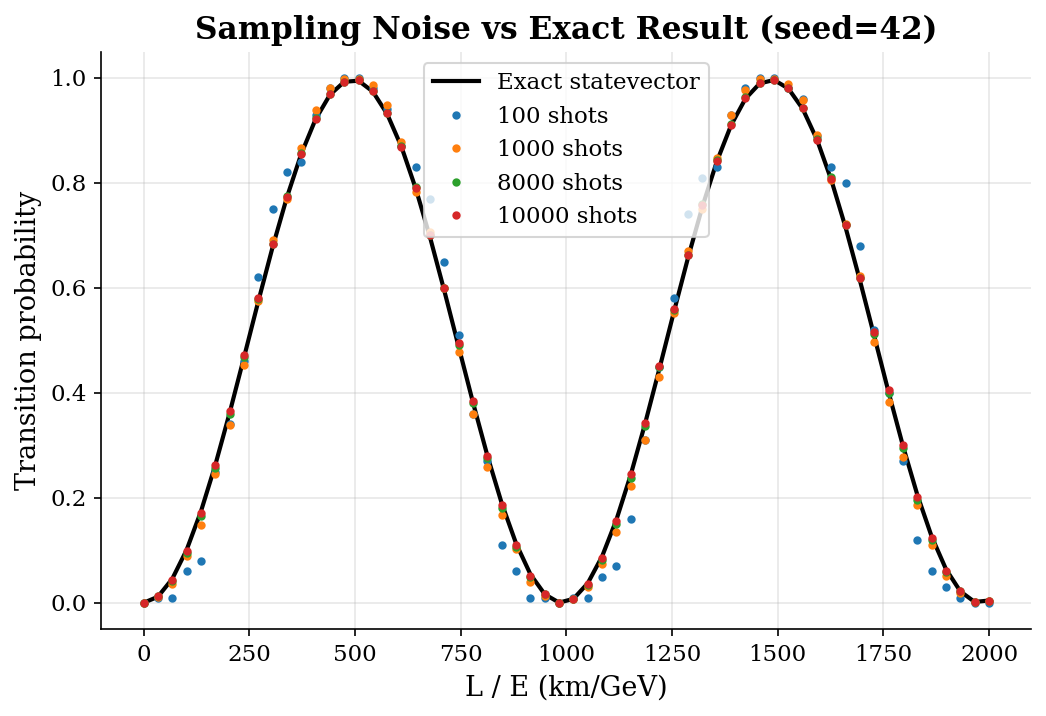 Sampling Noise vs Exact Result (seed=42)
Transition probability
1.0
0.8
0.6
0.4
0.2
0.0
Exact statevector
100 shots
1000 shots
8000 shots
10000 shots
0 250 500 750 1000 1250 1500 1750 2000
L / E (km/GeV)